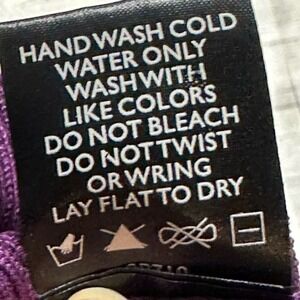 HAND WASH COLD
WATER ONLY
WASH WITH
LIKE COLORS
DO NOT BLEACH
DO NOT TWIST
OR WRING
LAY FLAT TO DRY